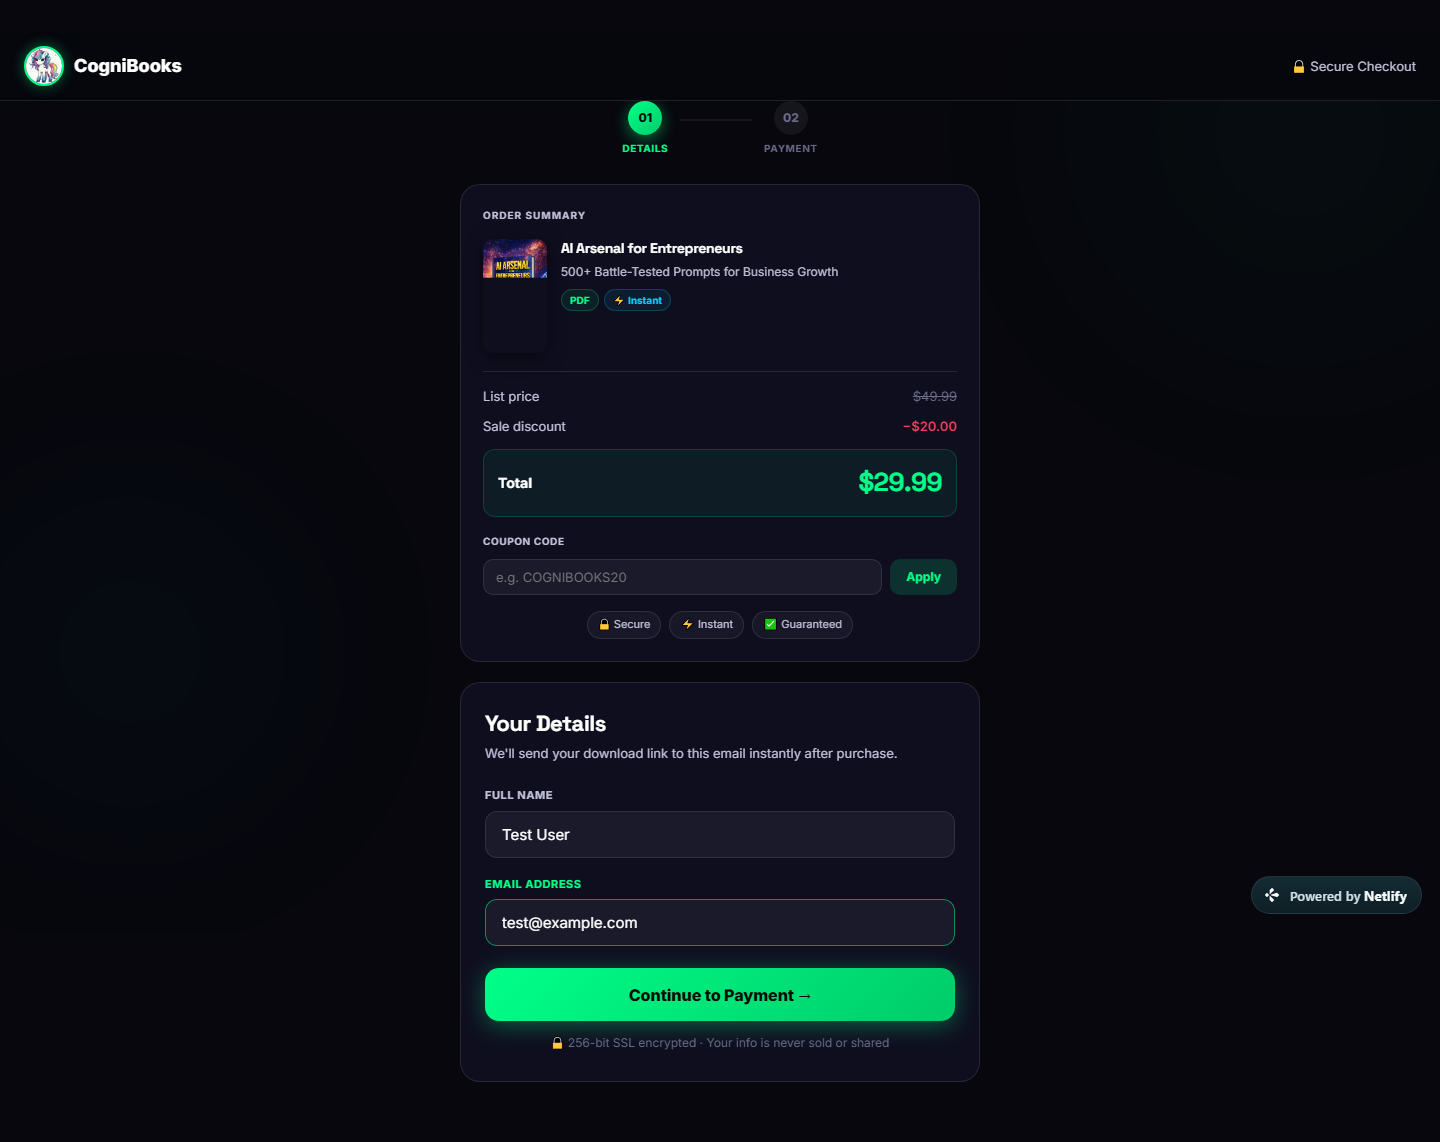 CogniBooks
🔒 Secure Checkout
01
02
DETAILS
PAYMENT
ORDER SUMMARY
AI ARSENAL
ENTREPRENEURS
AI Arsenal for Entrepreneurs
500+ Battle-Tested Prompts for Business Growth
PDF
⚡ Instant
List price
$49.99
Sale discount
−$20.00
Total
$29.99
COUPON CODE
e.g. COGNIBOOKS20
Apply
🔒 Secure
⚡ Instant
✅ Guaranteed
Your Details
We'll send your download link to this email instantly after purchase.
FULL NAME
Test User
EMAIL ADDRESS
test@example.com
Powered by Netlify
Continue to Payment →
🔒 256-bit SSL encrypted · Your info is never sold or shared